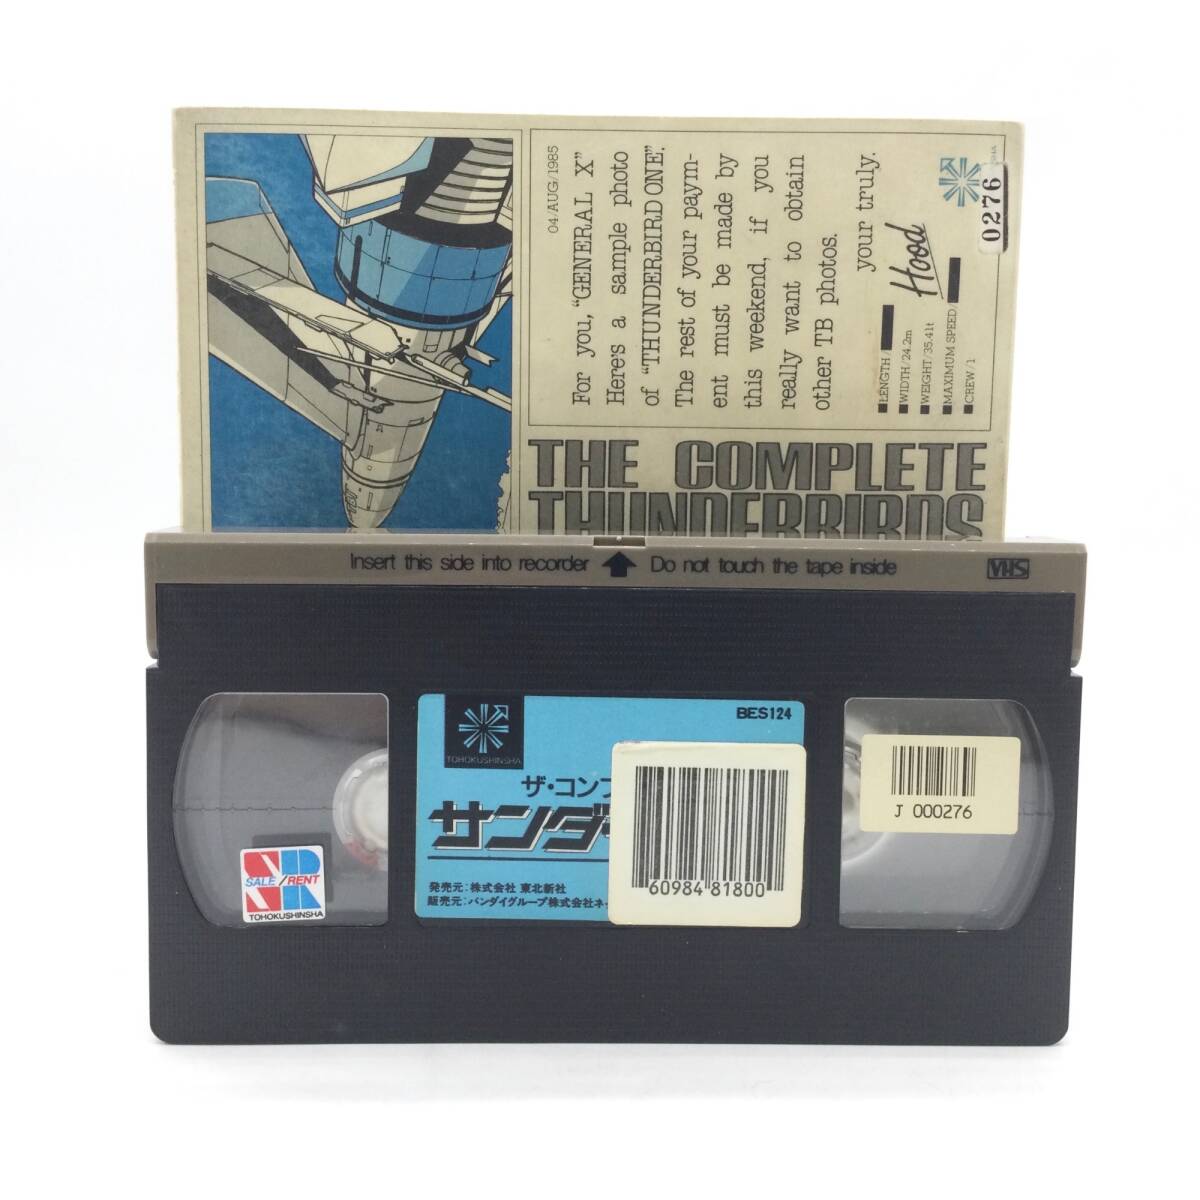 04/AUG/1985
For you, "GENERAL X"
Here's a sample photo
of "THUNDERBIRD ONE".
The rest of your paym-
ent must be made by
this weekend, if you
really want to obtain
other TB photos.
your truly.
Hood
LENGTH/
WIDTH/24.2m
WEIGHT/35.41t
MAXIMUM SPEED/
CREW/1
0276
THE COMPLETE
THUNDERBIRDS
Insert this side into recorder
Do not touch the tape inside
VHS
TOHOKUSHINSHA
BES124
ザ・コンプ
サンダー
発売元:株式会社 東北新社
販売元:バンダイグループ株式会社ネ
60984 81800
J 000276
SR
SALE/RENT
TOHOKUSHINSHA